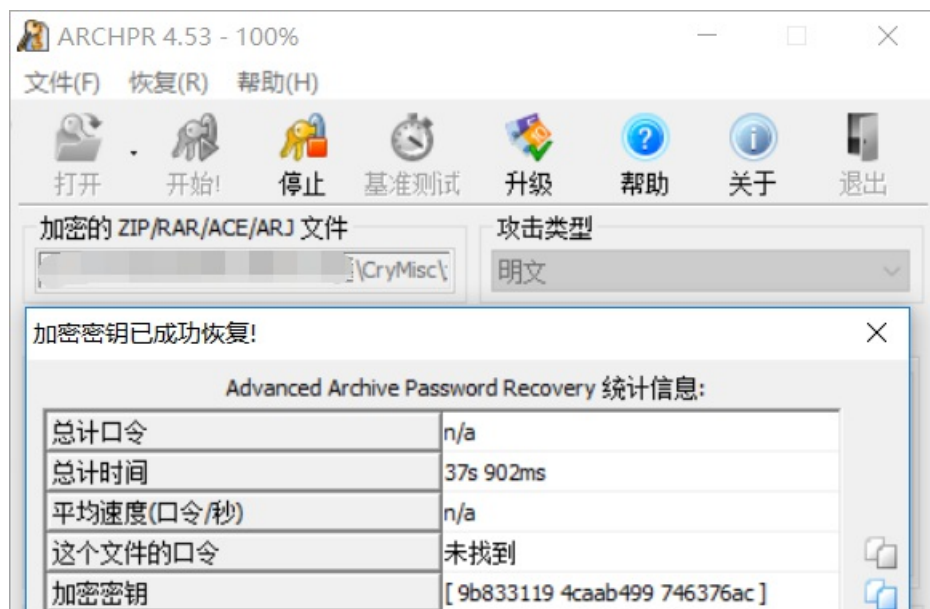 ARCHPR 4.53 - 100%
文件(F) 恢复(R) 帮助(H)
打开 开始! 停止 基准测试 升级 帮助 关于 退出
加密的 ZIP/RAR/ACE/ARJ 文件 攻击类型
\CryMisc\ 明文
加密密钥已成功恢复!
Advanced Archive Password Recovery 统计信息:
总计口令 n/a
总计时间 37s 902ms
平均速度(口令/秒) n/a
这个文件的口令 未找到
加密密钥 [ 9b833119 4caab499 746376ac ]